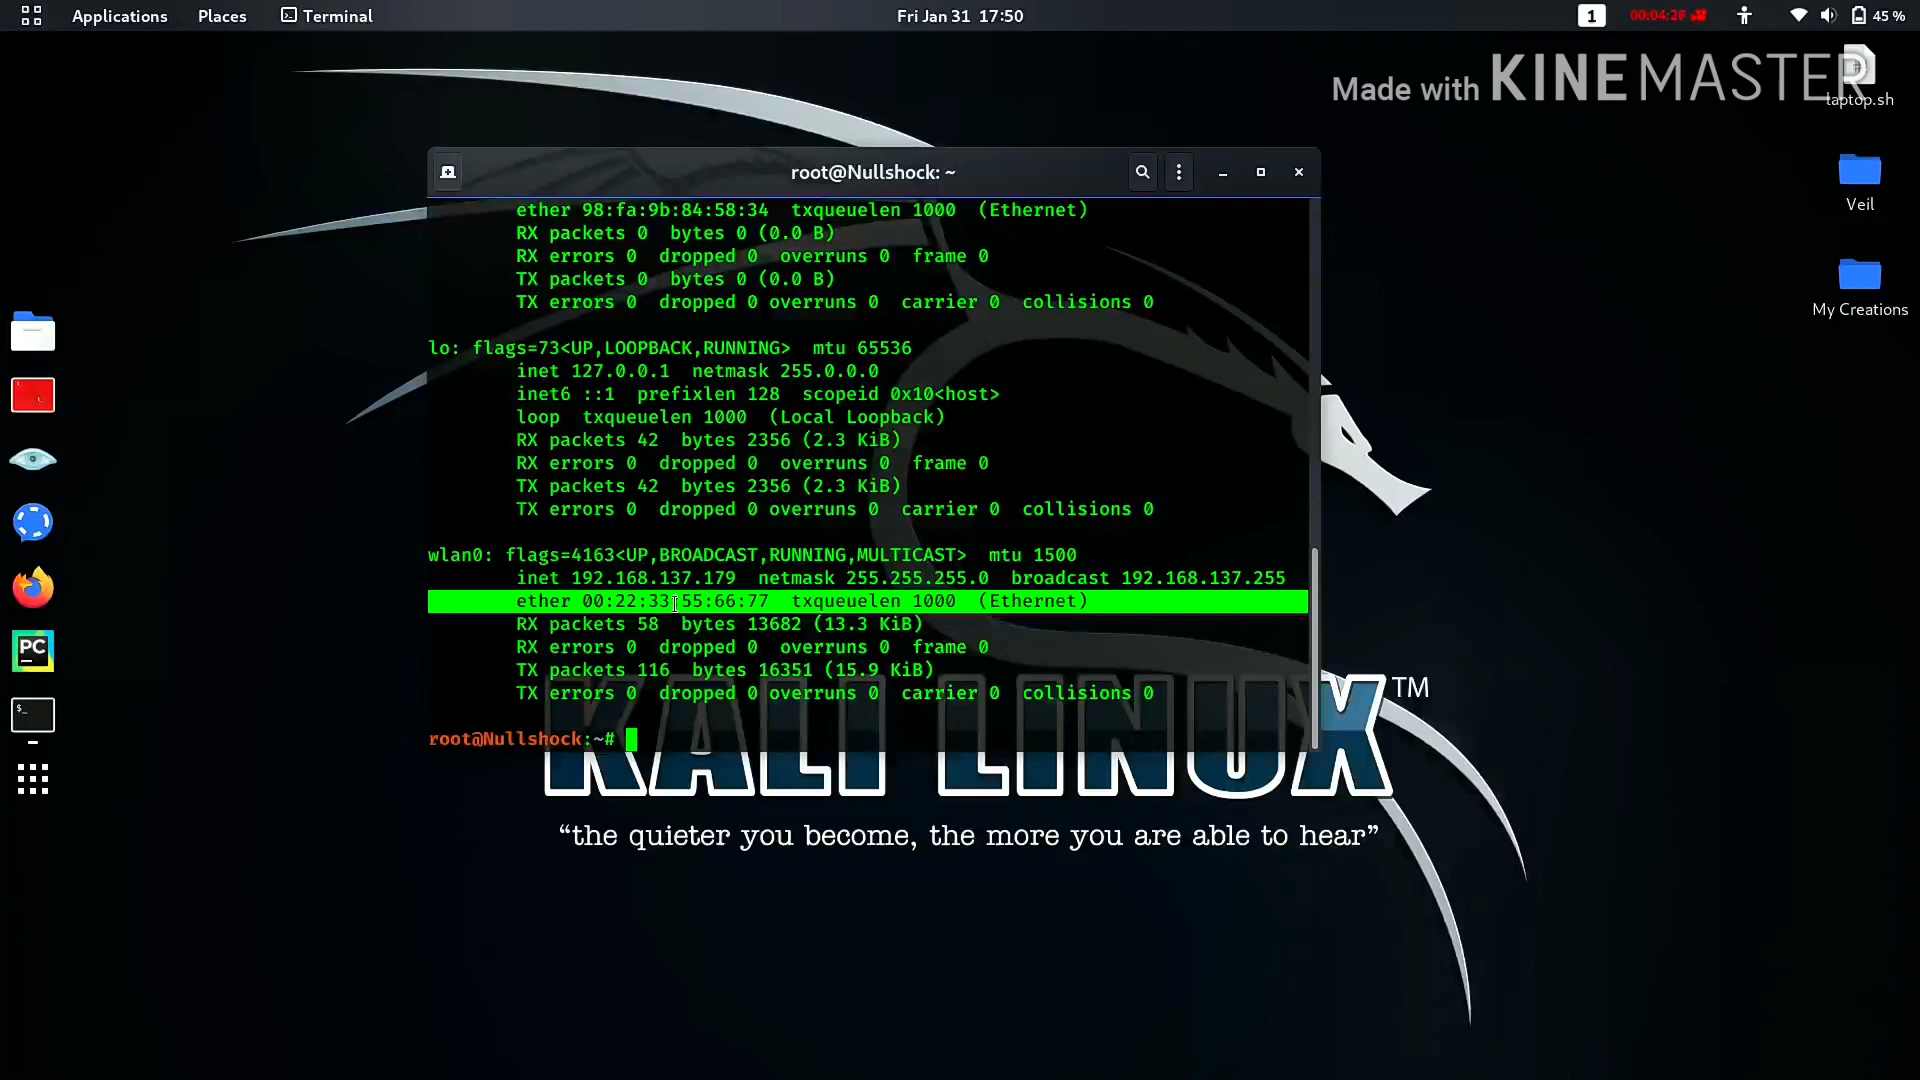 Applications Places Terminal Fri Jan 31 17:50 1 45 %
Made with KINEMASTER
laptop.sh
root@Nullshock: ~
Veil
My Creations
ether 98:fa:9b:84:58:34 txqueuelen 1000 (Ethernet)
RX packets 0 bytes 0 (0.0 B)
RX errors 0 dropped 0 overruns 0 frame 0
TX packets 0 bytes 0 (0.0 B)
TX errors 0 dropped 0 overruns 0 carrier 0 collisions 0
lo: flags=73<UP,LOOPBACK,RUNNING> mtu 65536
inet 127.0.0.1 netmask 255.0.0.0
inet6 ::1 prefixlen 128 scopeid 0x10<host>
loop txqueuelen 1000 (Local Loopback)
RX packets 42 bytes 2356 (2.3 KiB)
RX errors 0 dropped 0 overruns 0 frame 0
TX packets 42 bytes 2356 (2.3 KiB)
TX errors 0 dropped 0 overruns 0 carrier 0 collisions 0
wlan0: flags=4163<UP,BROADCAST,RUNNING,MULTICAST> mtu 1500
inet 192.168.137.179 netmask 255.255.255.0 broadcast 192.168.137.255
ether 00:22:33:55:66:77 txqueuelen 1000 (Ethernet)
RX packets 58 bytes 13682 (13.3 KiB)
RX errors 0 dropped 0 overruns 0 frame 0
TX packets 116 bytes 16351 (15.9 KiB)
TX errors 0 dropped 0 overruns 0 carrier 0 collisions 0
root@Nullshock:~#
PC
KALI LINUX TM
“the quieter you become, the more you are able to hear”